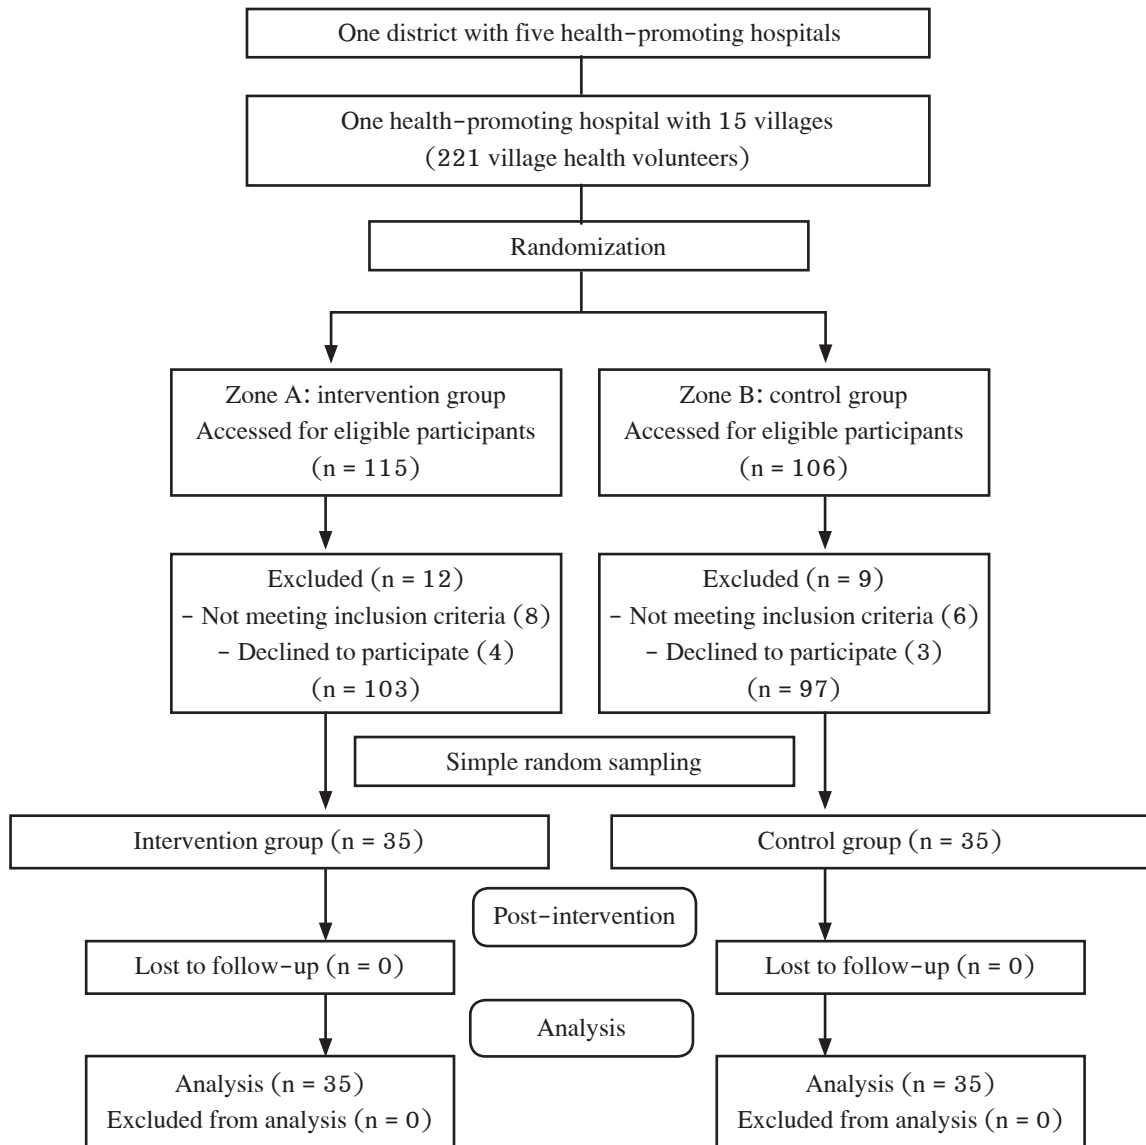 One district with five health-promoting hospitals
One health-promoting hospital with 15 villages
(221 village health volunteers)
Randomization
Zone A: intervention group
Accessed for eligible participants
(n = 115)
Zone B: control group
Accessed for eligible participants
(n = 106)
Excluded (n = 12)
- Not meeting inclusion criteria (8)
- Declined to participate (4)
(n = 103)
Excluded (n = 9)
- Not meeting inclusion criteria (6)
- Declined to participate (3)
(n = 97)
Simple random sampling
Intervention group (n = 35)
Control group (n = 35)
Post-intervention
Lost to follow-up (n = 0)
Lost to follow-up (n = 0)
Analysis
Analysis (n = 35)
Excluded from analysis (n = 0)
Analysis (n = 35)
Excluded from analysis (n = 0)